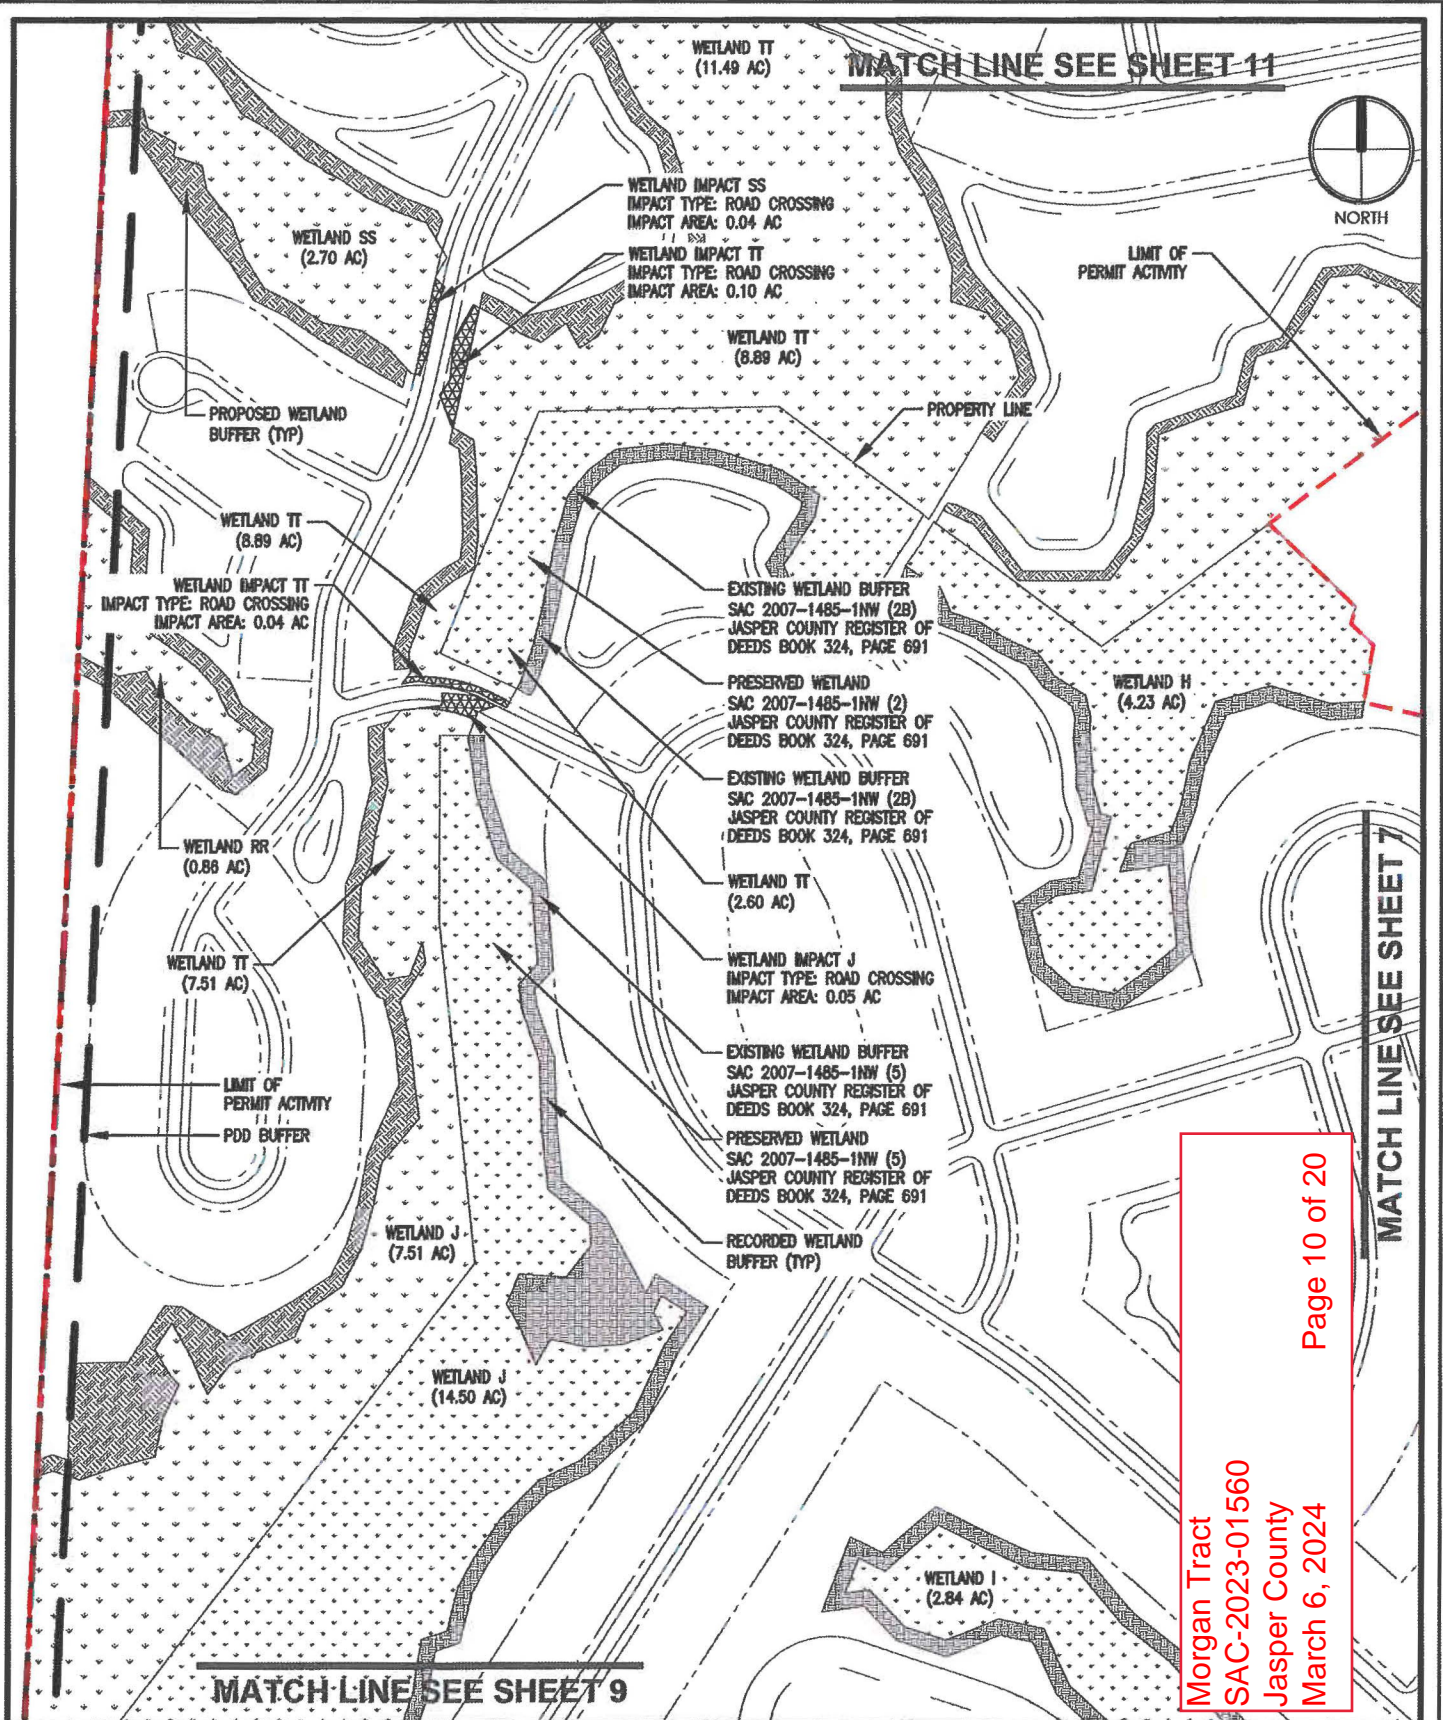 WETLAND TT
(11.49 AC)
MATCH LINE SEE SHEET 11
NORTH
WETLAND IMPACT SS
IMPACT TYPE: ROAD CROSSING
IMPACT AREA: 0.04 AC
WETLAND SS
(2.70 AC)
WETLAND IMPACT TT
IMPACT TYPE: ROAD CROSSING
IMPACT AREA: 0.10 AC
LIMIT OF
PERMIT ACTIVITY
WETLAND TT
(8.89 AC)
PROPOSED WETLAND
BUFFER (TYP)
PROPERTY LINE
WETLAND TT
(8.89 AC)
WETLAND IMPACT TT
IMPACT TYPE: ROAD CROSSING
IMPACT AREA: 0.04 AC
EXISTING WETLAND BUFFER
SAC 2007-1485-1NW (2B)
JASPER COUNTY REGISTER OF
DEEDS BOOK 324, PAGE 691
PRESERVED WETLAND
SAC 2007-1485-1NW (2)
JASPER COUNTY REGISTER OF
DEEDS BOOK 324, PAGE 691
WETLAND H
(4.23 AC)
EXISTING WETLAND BUFFER
SAC 2007-1485-1NW (2B)
JASPER COUNTY REGISTER OF
DEEDS BOOK 324, PAGE 691
WETLAND RR
(0.86 AC)
WETLAND TT
(2.60 AC)
WETLAND TT
(7.51 AC)
WETLAND IMPACT J
IMPACT TYPE: ROAD CROSSING
IMPACT AREA: 0.05 AC
MATCH LINE SEE SHEET 7
EXISTING WETLAND BUFFER
SAC 2007-1485-1NW (5)
JASPER COUNTY REGISTER OF
DEEDS BOOK 324, PAGE 691
LIMIT OF
PERMIT ACTIVITY
PDD BUFFER
PRESERVED WETLAND
SAC 2007-1485-1NW (5)
JASPER COUNTY REGISTER OF
DEEDS BOOK 324, PAGE 691
WETLAND J
(7.51 AC)
RECORDED WETLAND
BUFFER (TYP)
WETLAND J
(14.50 AC)
WETLAND I
(2.84 AC)
MATCH LINE SEE SHEET 9
Morgan Tract
SAC-2023-01560
Jasper County
March 6, 2024 Page 10 of 20